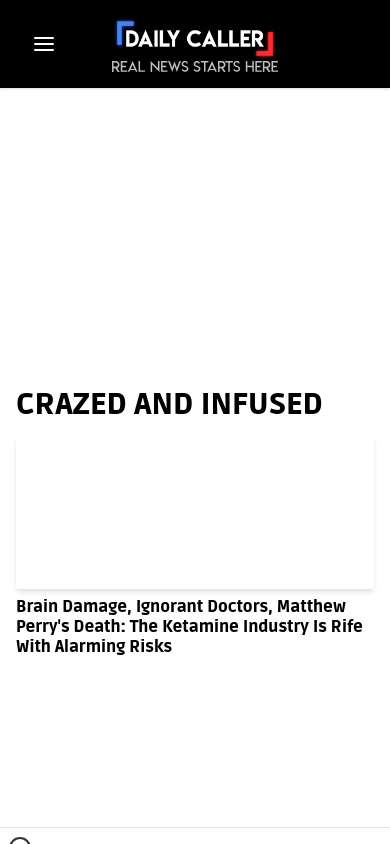 DAILY CALLER
REAL NEWS STARTS HERE
CRAZED AND INFUSED
Brain Damage, Ignorant Doctors, Matthew
Perry's Death: The Ketamine Industry Is Rife
With Alarming Risks